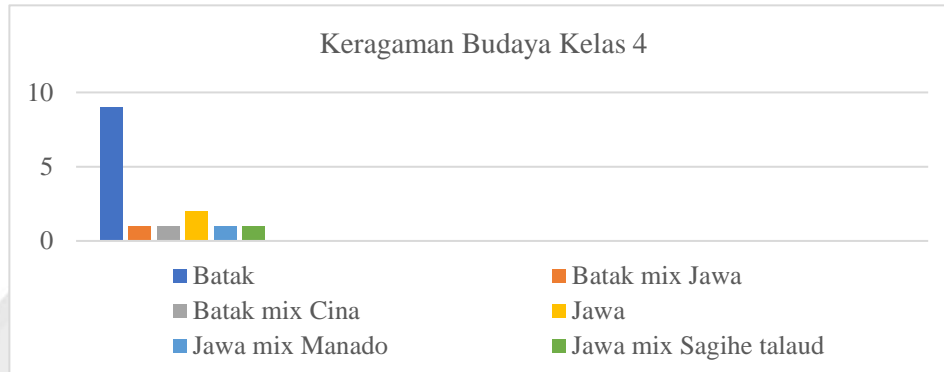 Keragaman Budaya Kelas 4
10
5
0
Batak Batak mix Jawa
Batak mix Cina Jawa
Jawa mix Manado Jawa mix Sagihe talaud